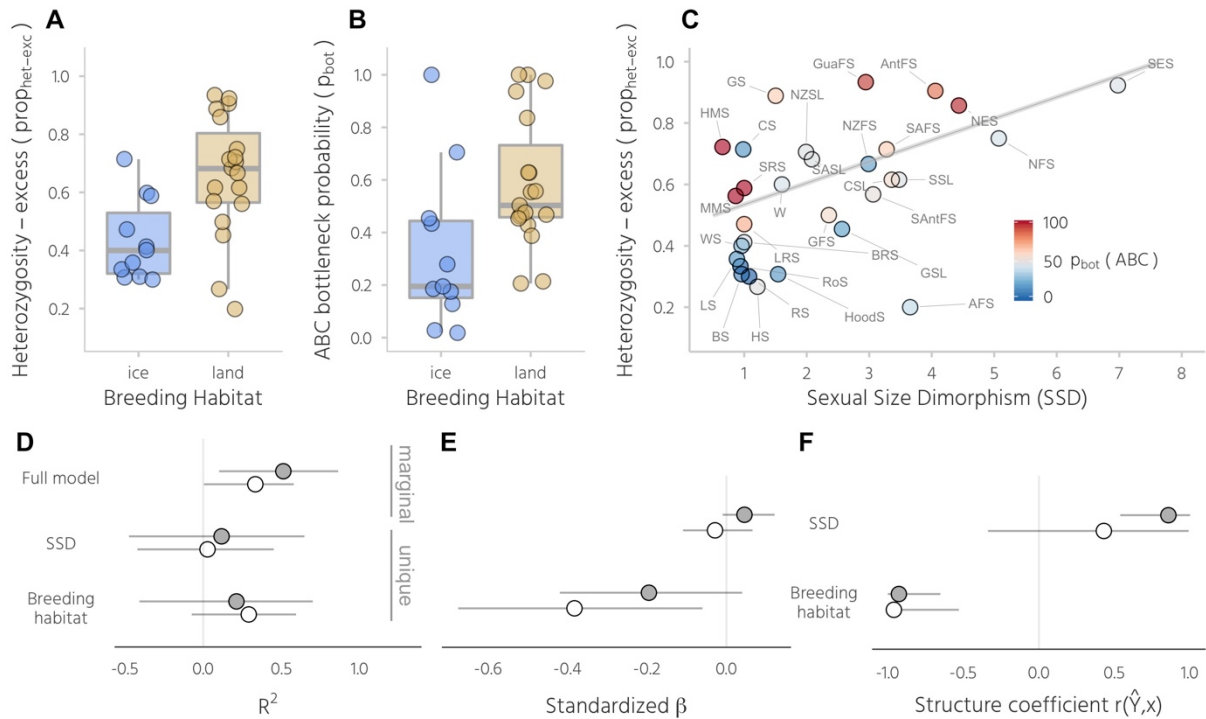 A
Heterozygosity – excess ( prop_het–exc )
1.0
0.8
0.6
0.4
0.2
ice
land
Breeding Habitat
B
ABC bottleneck probability ( p_bot )
1.0
0.8
0.6
0.4
0.2
0.0
ice
land
Breeding Habitat
C
Heterozygosity – excess ( prop_het–exc )
1.0
0.8
0.6
0.4
0.2
GuaFS
AntFS
SES
GS
NZSL
HMS
CS
NZFS
SAFS
NES
NFS
SRS
SASL
CSL
SSL
MMS
W
SAntFS
WS
GFS
LRS
BRS
GSL
LS
RoS
AFS
BS
HS
RS
HoodS
100
50
0
p_bot ( ABC )
1
2
3
4
5
6
7
8
Sexual Size Dimorphism (SSD)
D
Full model
SSD
Breeding
habitat
marginal
unique
-0.5
0.0
0.5
1.0
R²
E
-0.6
-0.4
-0.2
0.0
Standardized β
F
SSD
Breeding
habitat
-1.0
-0.5
0.0
0.5
1.0
Structure coefficient r(Ŷ,x)